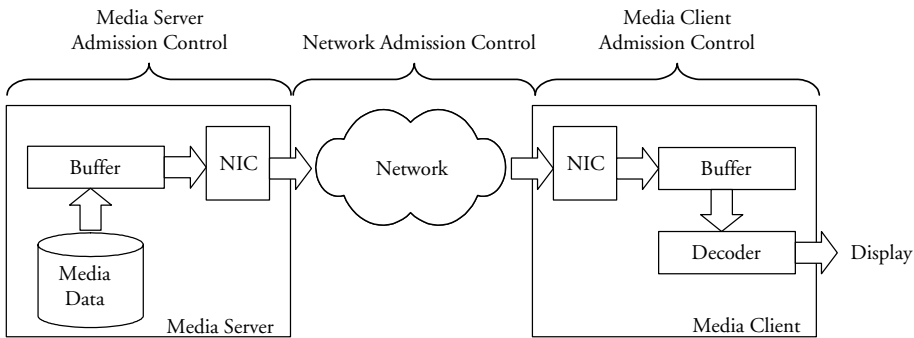 Media Server
Admission Control
Network Admission Control
Media Client
Admission Control
Buffer
NIC
Network
NIC
Buffer
Media
Data
Decoder
Display
Media Server
Media Client